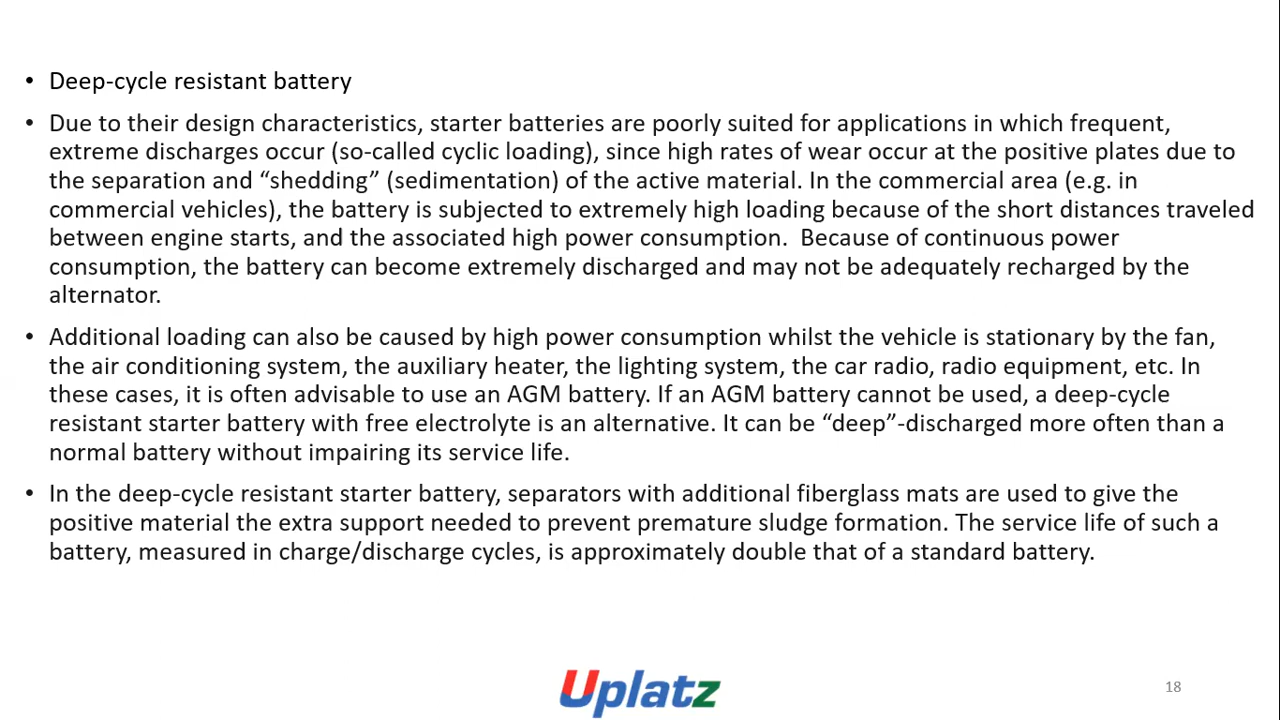 • Deep-cycle resistant battery
• Due to their design characteristics, starter batteries are poorly suited for applications in which frequent,
extreme discharges occur (so-called cyclic loading), since high rates of wear occur at the positive plates due to
the separation and “shedding” (sedimentation) of the active material. In the commercial area (e.g. in
commercial vehicles), the battery is subjected to extremely high loading because of the short distances traveled
between engine starts, and the associated high power consumption.  Because of continuous power
consumption, the battery can become extremely discharged and may not be adequately recharged by the
alternator.
• Additional loading can also be caused by high power consumption whilst the vehicle is stationary by the fan,
the air conditioning system, the auxiliary heater, the lighting system, the car radio, radio equipment, etc. In
these cases, it is often advisable to use an AGM battery. If an AGM battery cannot be used, a deep-cycle
resistant starter battery with free electrolyte is an alternative. It can be “deep”-discharged more often than a
normal battery without impairing its service life.
• In the deep-cycle resistant starter battery, separators with additional fiberglass mats are used to give the
positive material the extra support needed to prevent premature sludge formation. The service life of such a
battery, measured in charge/discharge cycles, is approximately double that of a standard battery.
Uplatz
18